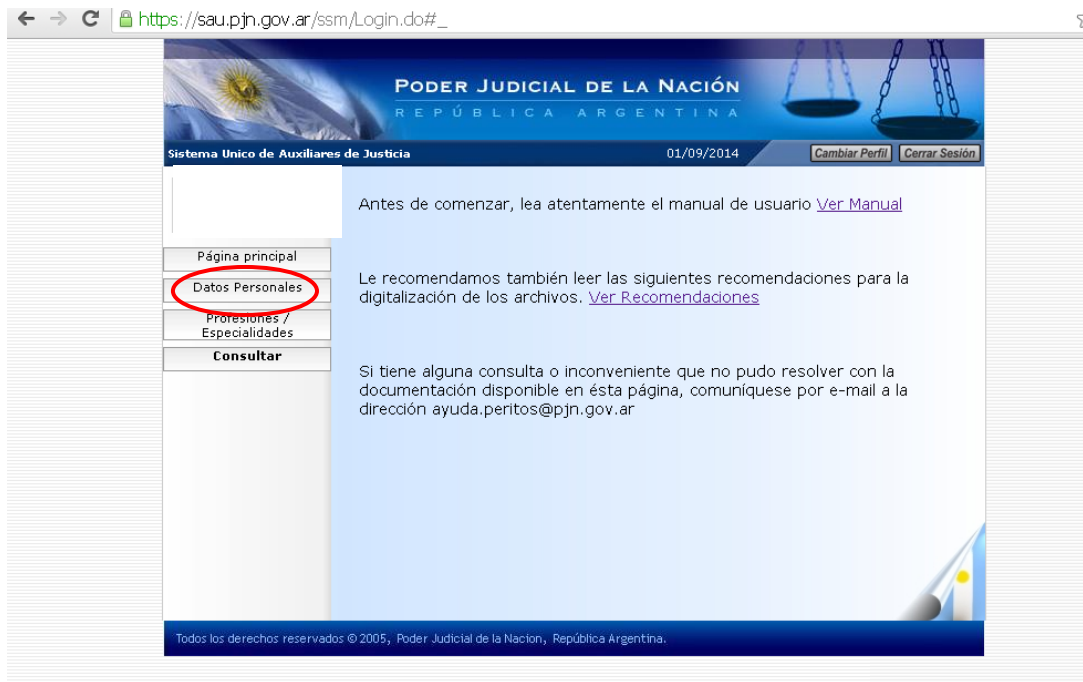 https://sau.pjn.gov.ar/ssm/Login.do#_
PODER JUDICIAL DE LA NACIÓN
REPÚBLICA ARGENTINA
Sistema Unico de Auxiliares de Justicia 01/09/2014 Cambiar Perfil Cerrar Sesión
Página principal
Datos Personales
Profesiones /
Especialidades
Consultar
Antes de comenzar, lea atentamente el manual de usuario Ver Manual
Le recomendamos también leer las siguientes recomendaciones para la
digitalización de los archivos. Ver Recomendaciones
Si tiene alguna consulta o inconveniente que no pudo resolver con la
documentación disponible en ésta página, comuníquese por e-mail a la
dirección ayuda.peritos@pjn.gov.ar
Todos los derechos reservados © 2005, Poder Judicial de la Nacion, República Argentina.